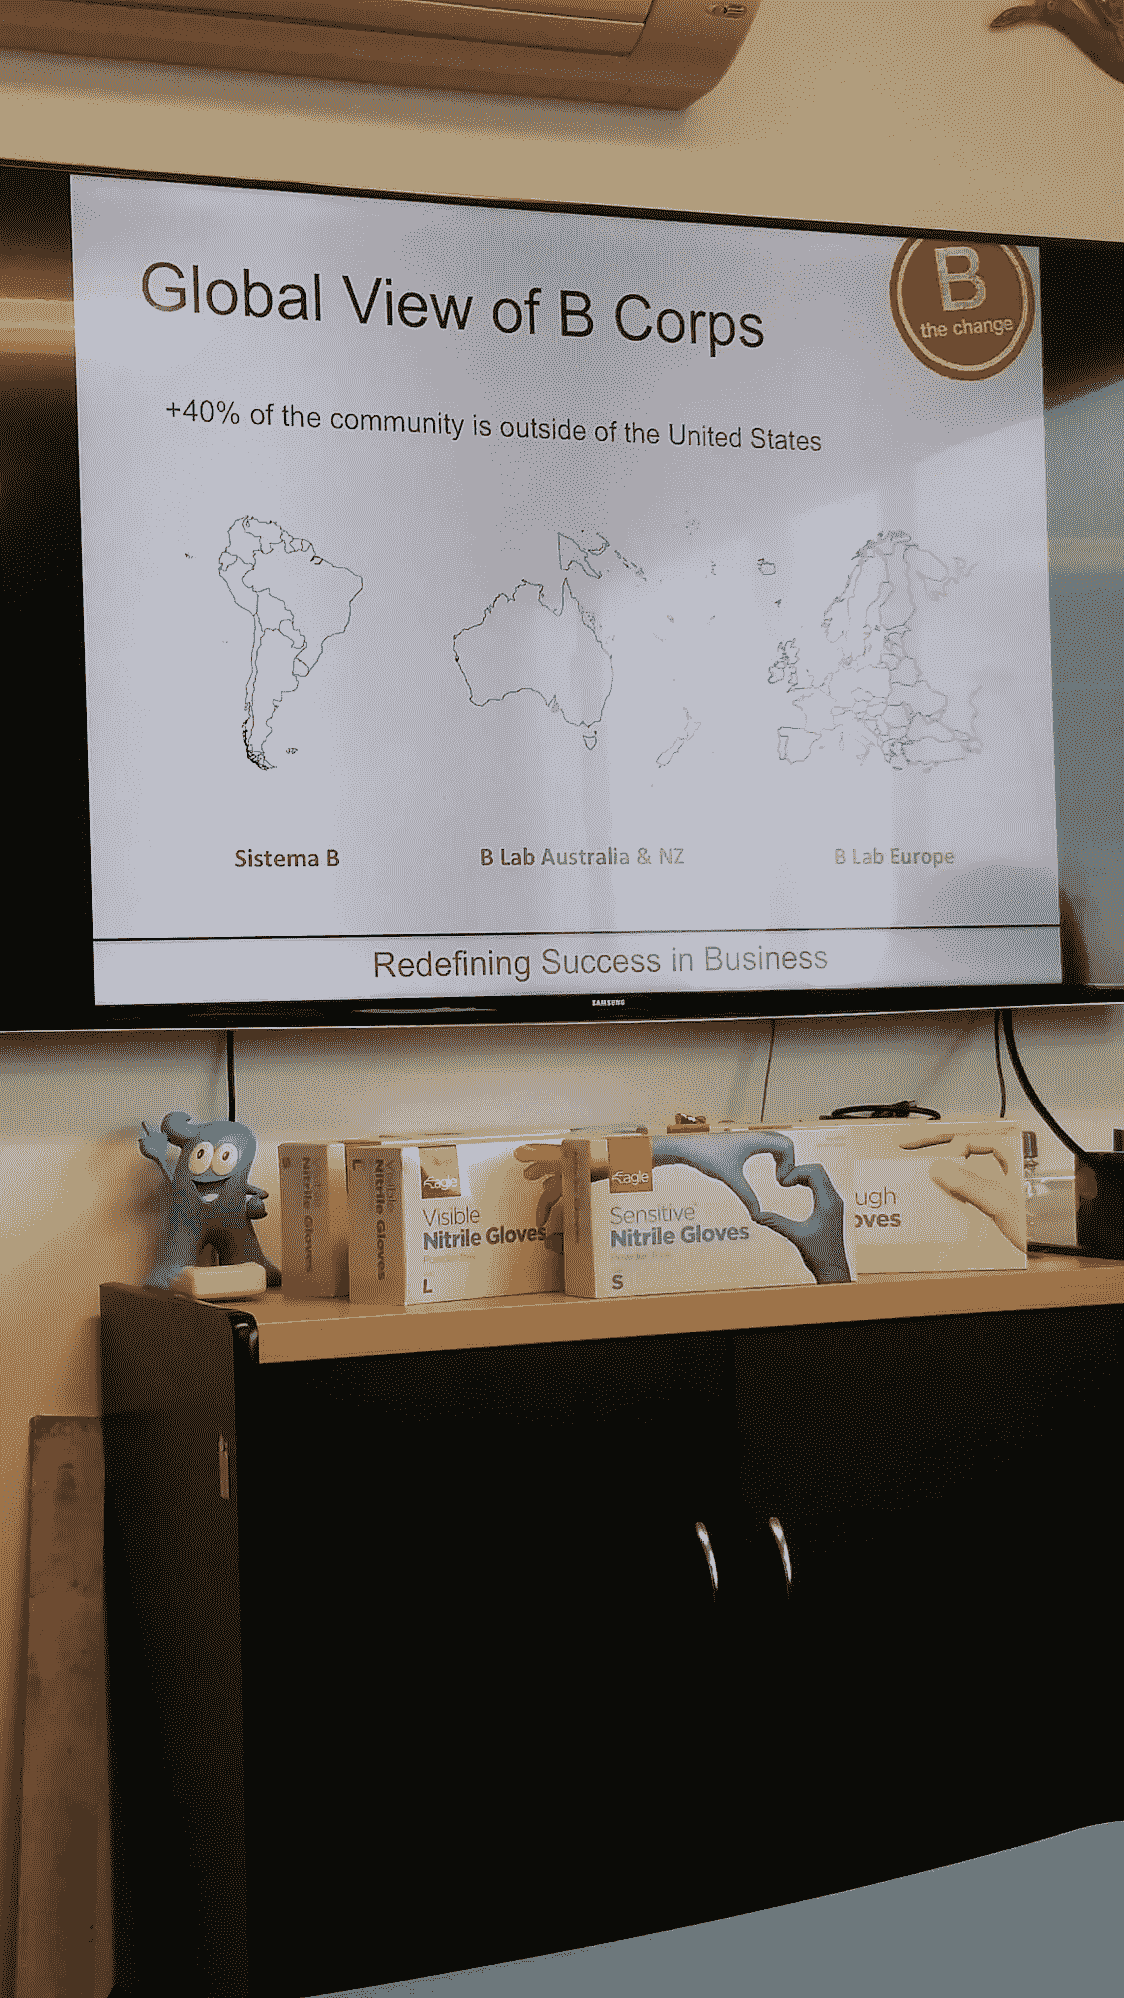 Global View of B Corps
B
the change
+40% of the community is outside of the United States
Sistema B
B Lab Australia & NZ
B Lab Europe
Redefining Success in Business
SAMSUNG
S
Nitrile Gloves
L
Nitrile Gloves
Eagle
Visible
Nitrile Gloves
L
Eagle
Sensitive
Nitrile Gloves
S
ugh
oves